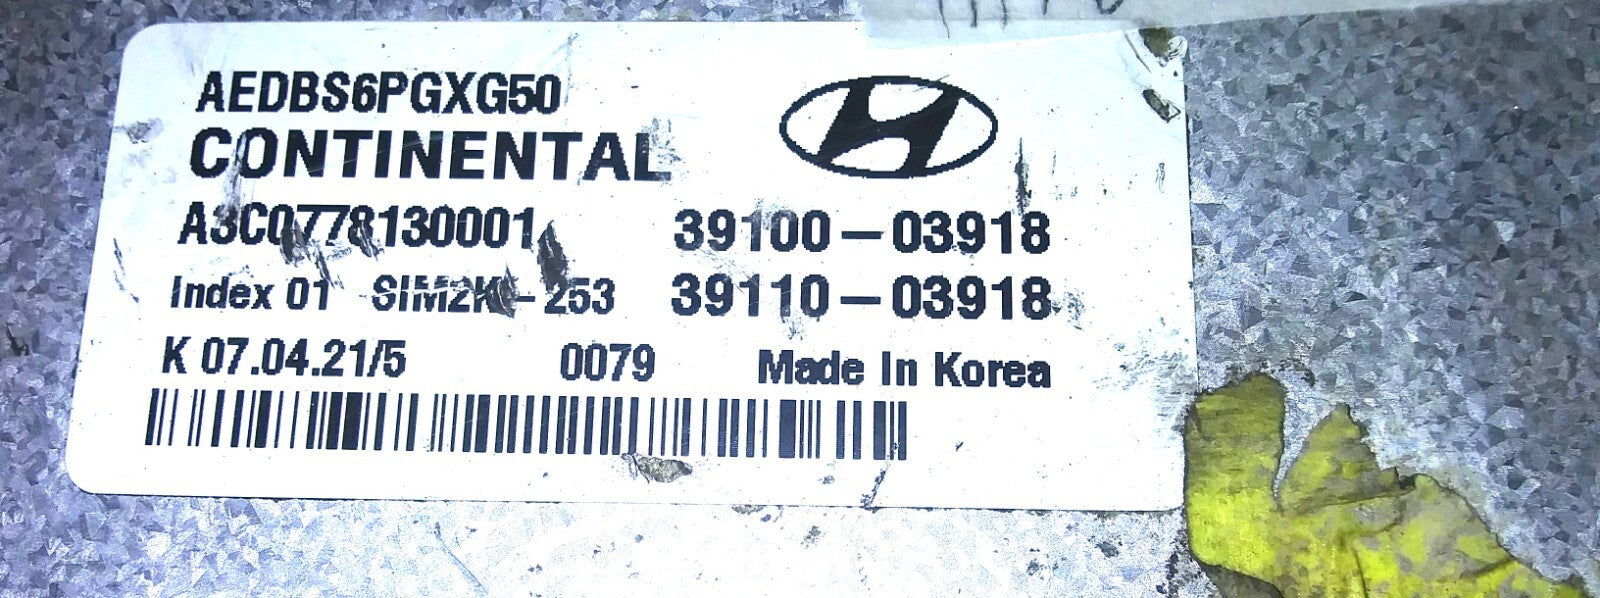 AEDBS6PGXG50
CONTINENTAL
A3C0778130001 39100-03918
Index 01 SIM2K-253 39110-03918
K 07.04.21/5 0079 Made In Korea